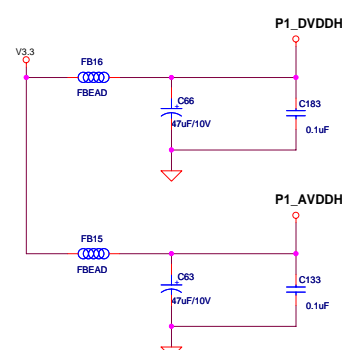 P1_DVDDH
V3.3
FB16
FBEAD
C66
47uF/10V
C183
0.1uF
P1_AVDDH
FB15
FBEAD
C63
47uF/10V
C133
0.1uF